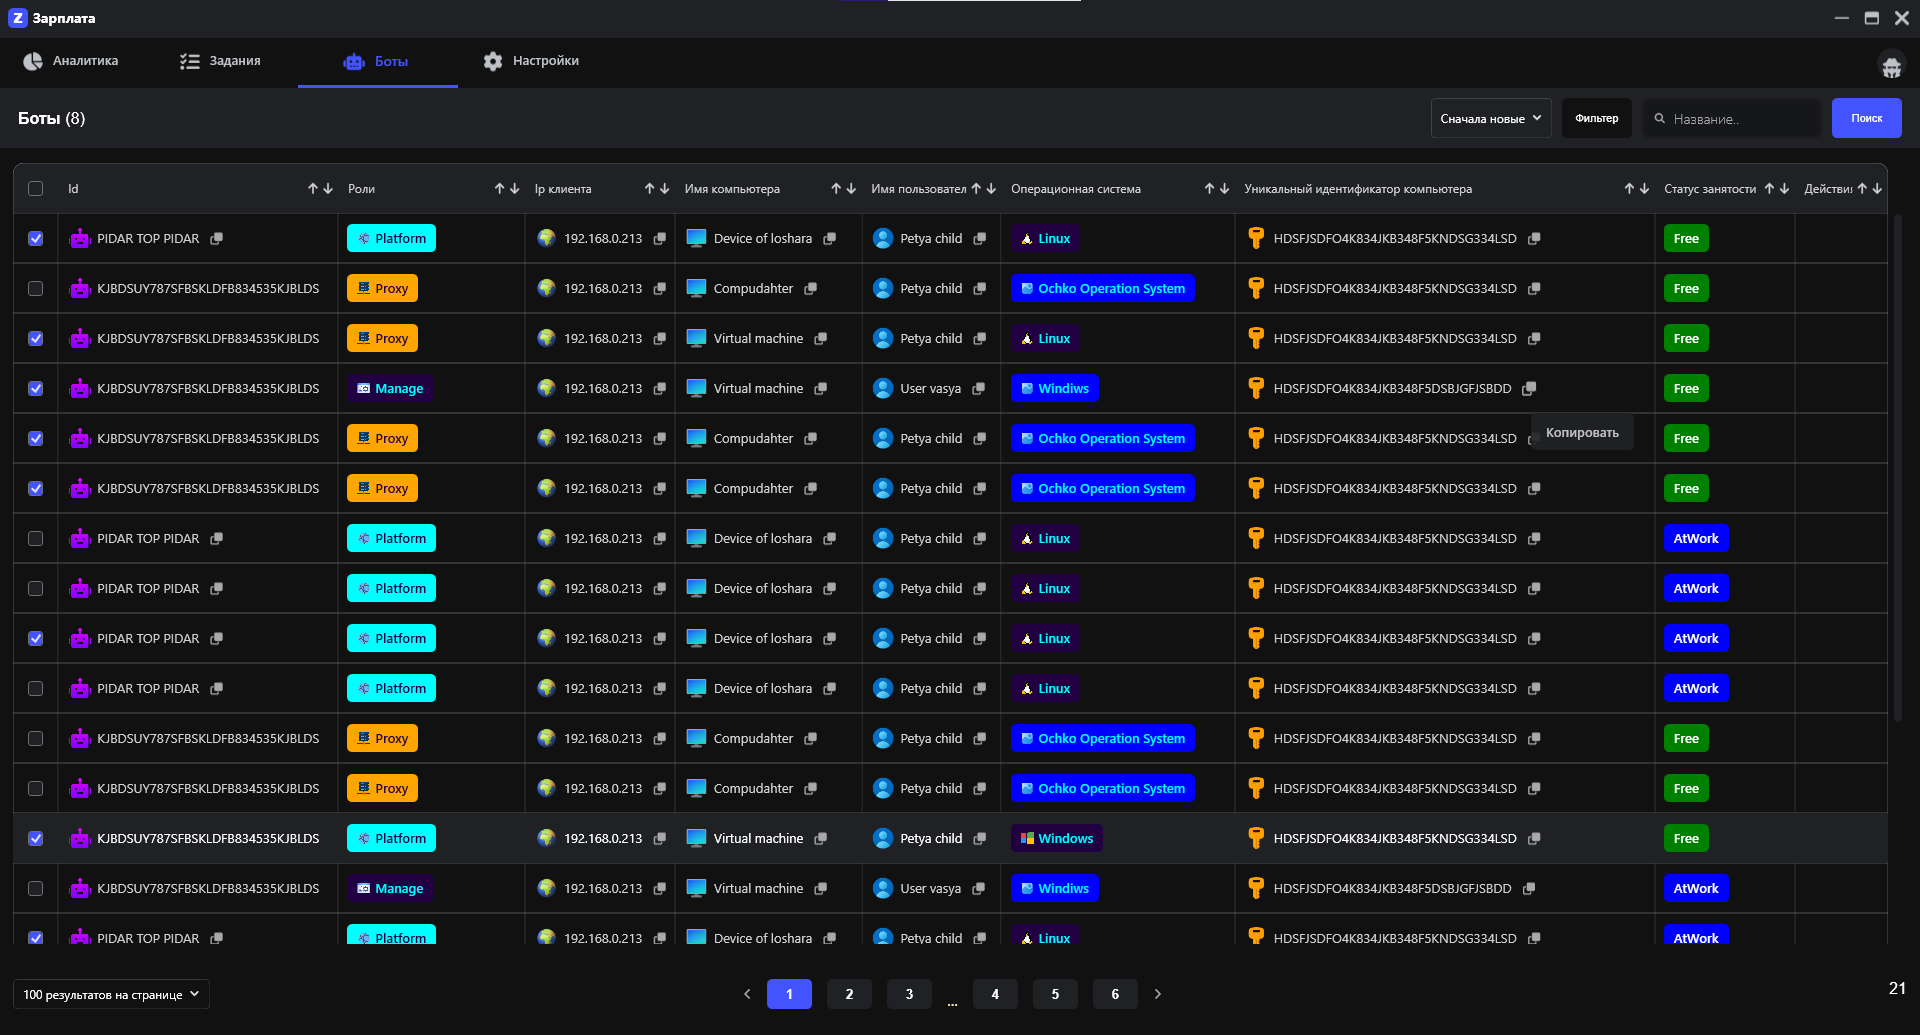 Z Зарплата
Аналитика Задания Боты Настройки
Боты (8) Сначала новые Фильтер Название.. Поиск
Id Роли Ip клиента Имя компьютера Имя пользовател Операционная система Уникальный идентификатор компьютера Статус занятости Действи
PIDAR TOP PIDAR Platform 192.168.0.213 Device of loshara Petya child Linux HDSFJSDFO4K834JKB348F5KNDSG334LSD Free
KJBDSUY787SFBSKLDFB834535KJBLDS Proxy 192.168.0.213 Compudahter Petya child Ochko Operation System HDSFJSDFO4K834JKB348F5KNDSG334LSD Free
KJBDSUY787SFBSKLDFB834535KJBLDS Proxy 192.168.0.213 Virtual machine Petya child Linux HDSFJSDFO4K834JKB348F5KNDSG334LSD Free
KJBDSUY787SFBSKLDFB834535KJBLDS Manage 192.168.0.213 Virtual machine User vasya Windiws HDSFJSDFO4K834JKB348F5DSBJGFJSBDD Free
KJBDSUY787SFBSKLDFB834535KJBLDS Proxy 192.168.0.213 Compudahter Petya child Ochko Operation System HDSFJSDFO4K834JKB348F5KNDSG334LSD Копировать Free
KJBDSUY787SFBSKLDFB834535KJBLDS Proxy 192.168.0.213 Compudahter Petya child Ochko Operation System HDSFJSDFO4K834JKB348F5KNDSG334LSD Free
PIDAR TOP PIDAR Platform 192.168.0.213 Device of loshara Petya child Linux HDSFJSDFO4K834JKB348F5KNDSG334LSD AtWork
PIDAR TOP PIDAR Platform 192.168.0.213 Device of loshara Petya child Linux HDSFJSDFO4K834JKB348F5KNDSG334LSD AtWork
PIDAR TOP PIDAR Platform 192.168.0.213 Device of loshara Petya child Linux HDSFJSDFO4K834JKB348F5KNDSG334LSD AtWork
PIDAR TOP PIDAR Platform 192.168.0.213 Device of loshara Petya child Linux HDSFJSDFO4K834JKB348F5KNDSG334LSD AtWork
KJBDSUY787SFBSKLDFB834535KJBLDS Proxy 192.168.0.213 Compudahter Petya child Ochko Operation System HDSFJSDFO4K834JKB348F5KNDSG334LSD Free
KJBDSUY787SFBSKLDFB834535KJBLDS Proxy 192.168.0.213 Compudahter Petya child Ochko Operation System HDSFJSDFO4K834JKB348F5KNDSG334LSD Free
KJBDSUY787SFBSKLDFB834535KJBLDS Platform 192.168.0.213 Virtual machine Petya child Windows HDSFJSDFO4K834JKB348F5KNDSG334LSD Free
KJBDSUY787SFBSKLDFB834535KJBLDS Manage 192.168.0.213 Virtual machine User vasya Windiws HDSFJSDFO4K834JKB348F5DSBJGFJSBDD AtWork
PIDAR TOP PIDAR Platform 192.168.0.213 Device of loshara Petya child Linux HDSFJSDFO4K834JKB348F5KNDSG334LSD AtWork
100 результатов на странице 1 2 3 ... 4 5 6 21